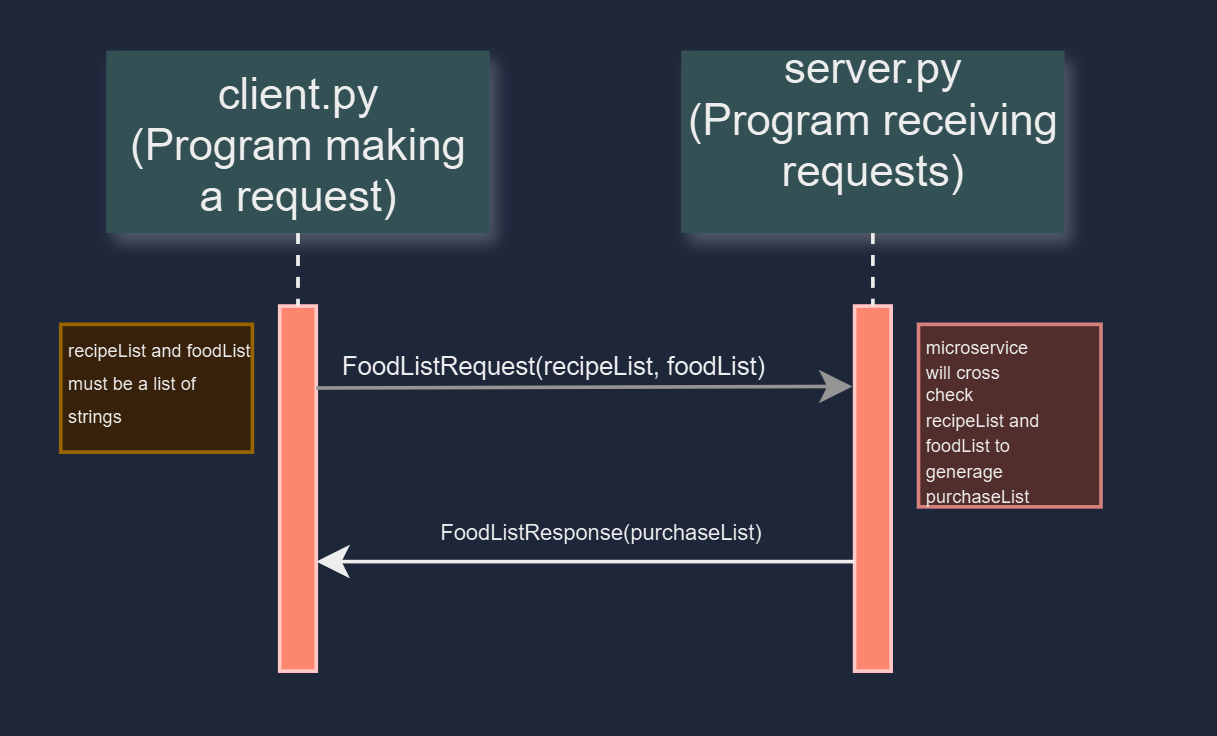 client.py
(Program making
a request)
server.py
(Program receiving
requests)
recipeList and foodList
must be a list of
strings
FoodListRequest(recipeList, foodList)
microservice
will cross
check
recipeList and
foodList to
generage
purchaseList
FoodListResponse(purchaseList)